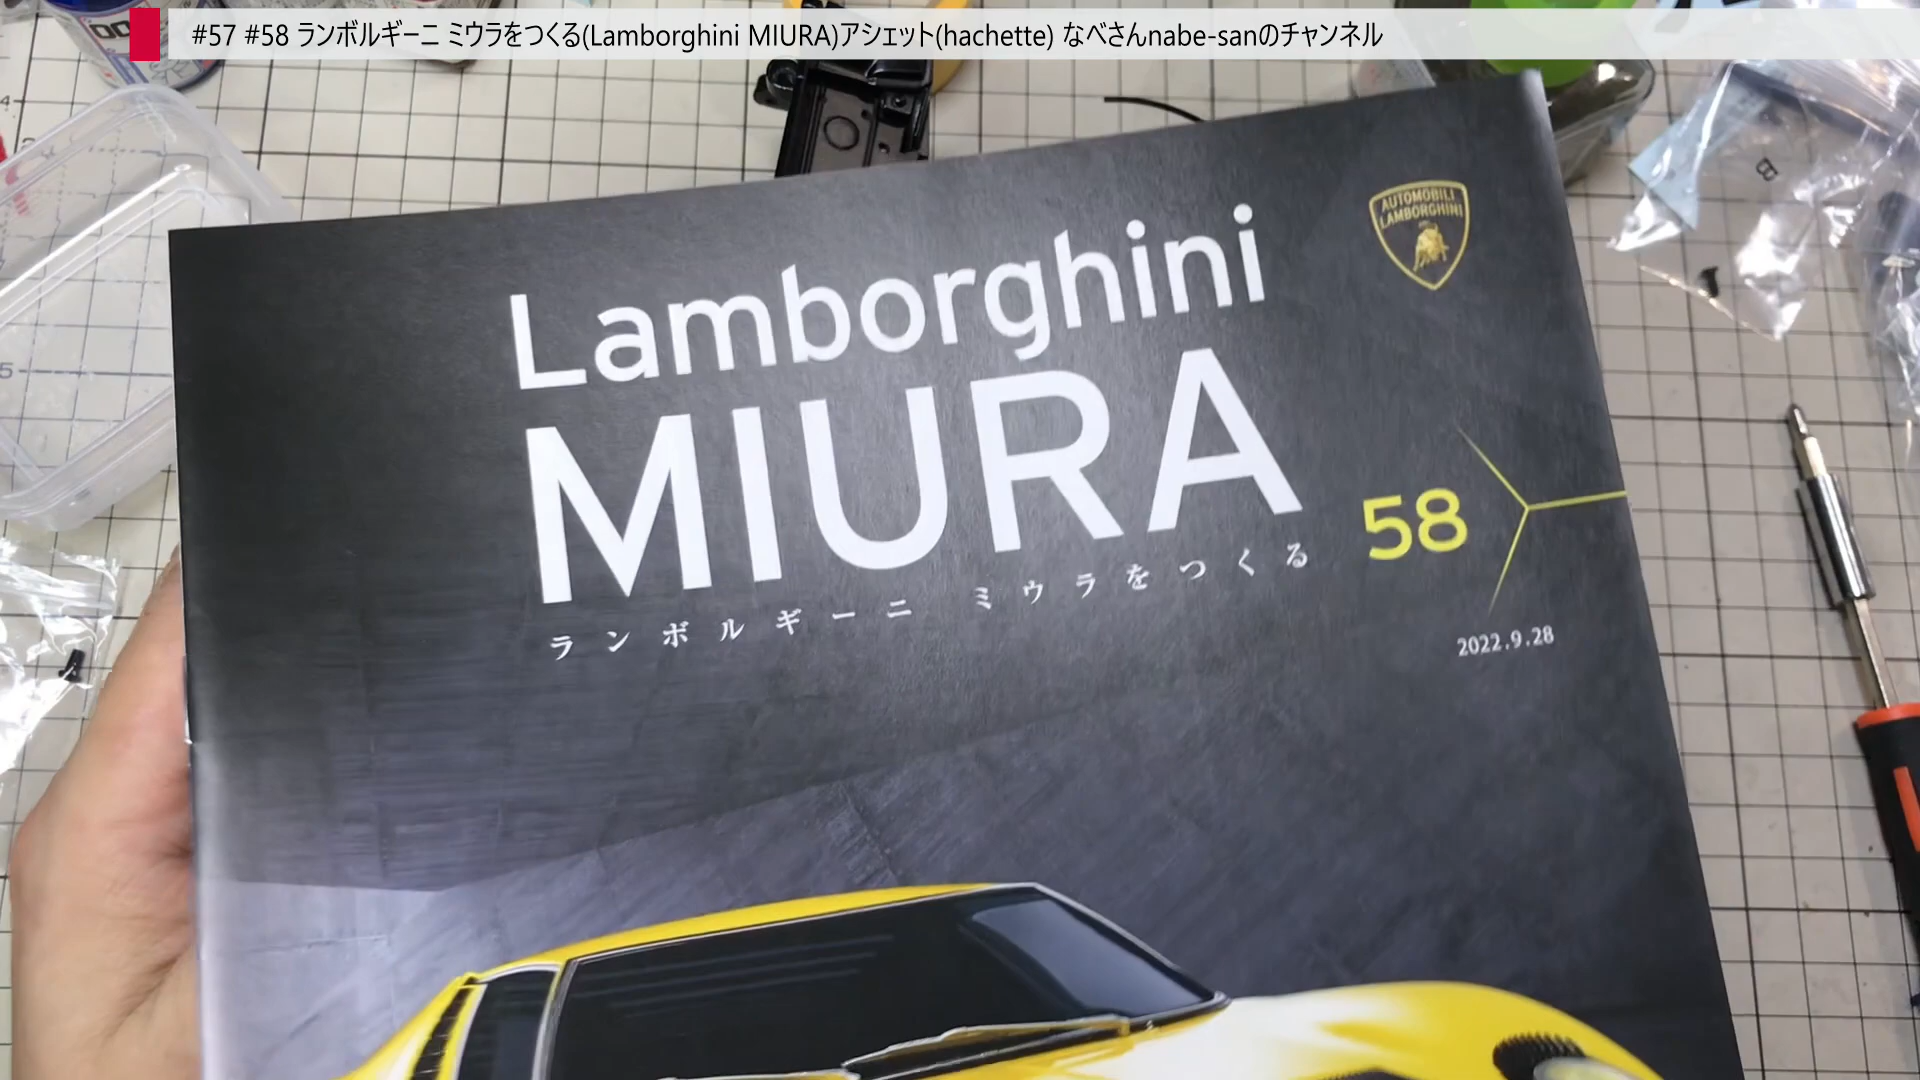 #57 #58 ランボルギーニ ミウラをつくる(Lamborghini MIURA)アシェット(hachette) なべさんnabe-sanのチャンネル
00
4
5
B
AUTOMOBILI
LAMBORGHINI
Lamborghini
MIURA
58
ランボルギーニ ミウラをつくる
2022.9.28